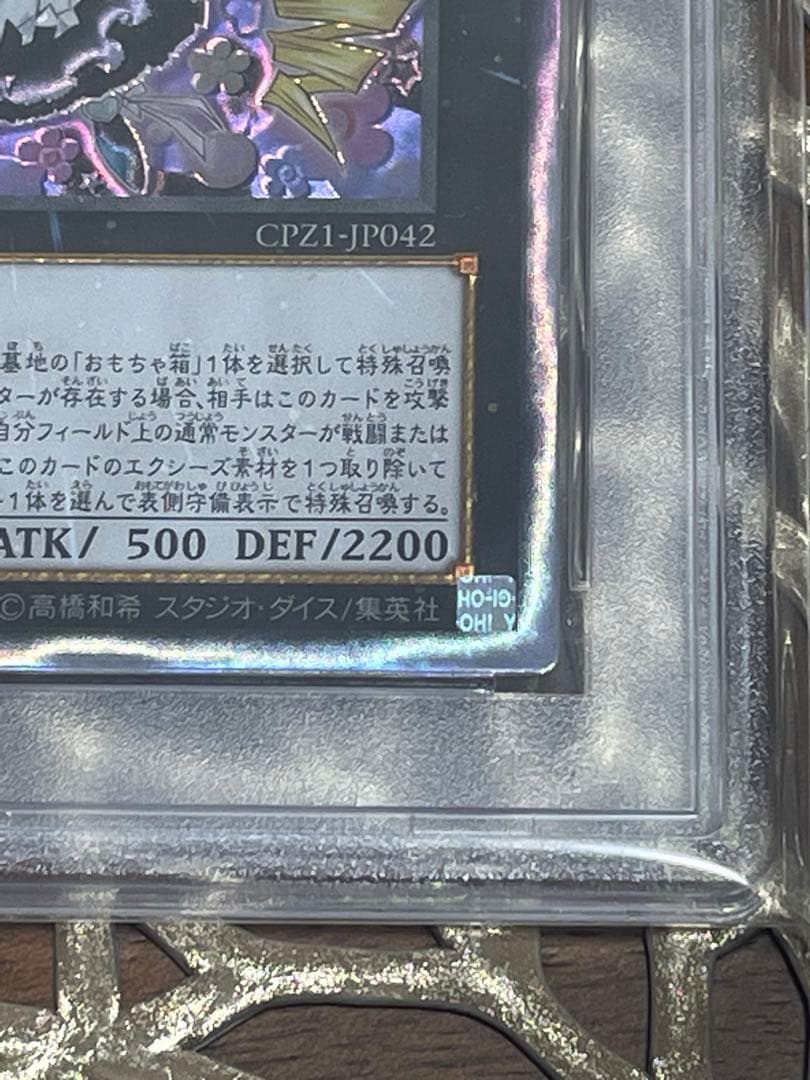 CPZ1-JP042
墓地の「おもちゃ箱」1体を選択して特殊召喚
ターが存在する場合、相手はこのカードを攻撃
自分フィールド上の通常モンスターが戦闘または
このカードのエクシーズ素材を1つ取り除いて
ー1体を選んで表側守備表示で特殊召喚する。
ATK/ 500 DEF/2200
©高橋和希 スタジオ・ダイス/集英社